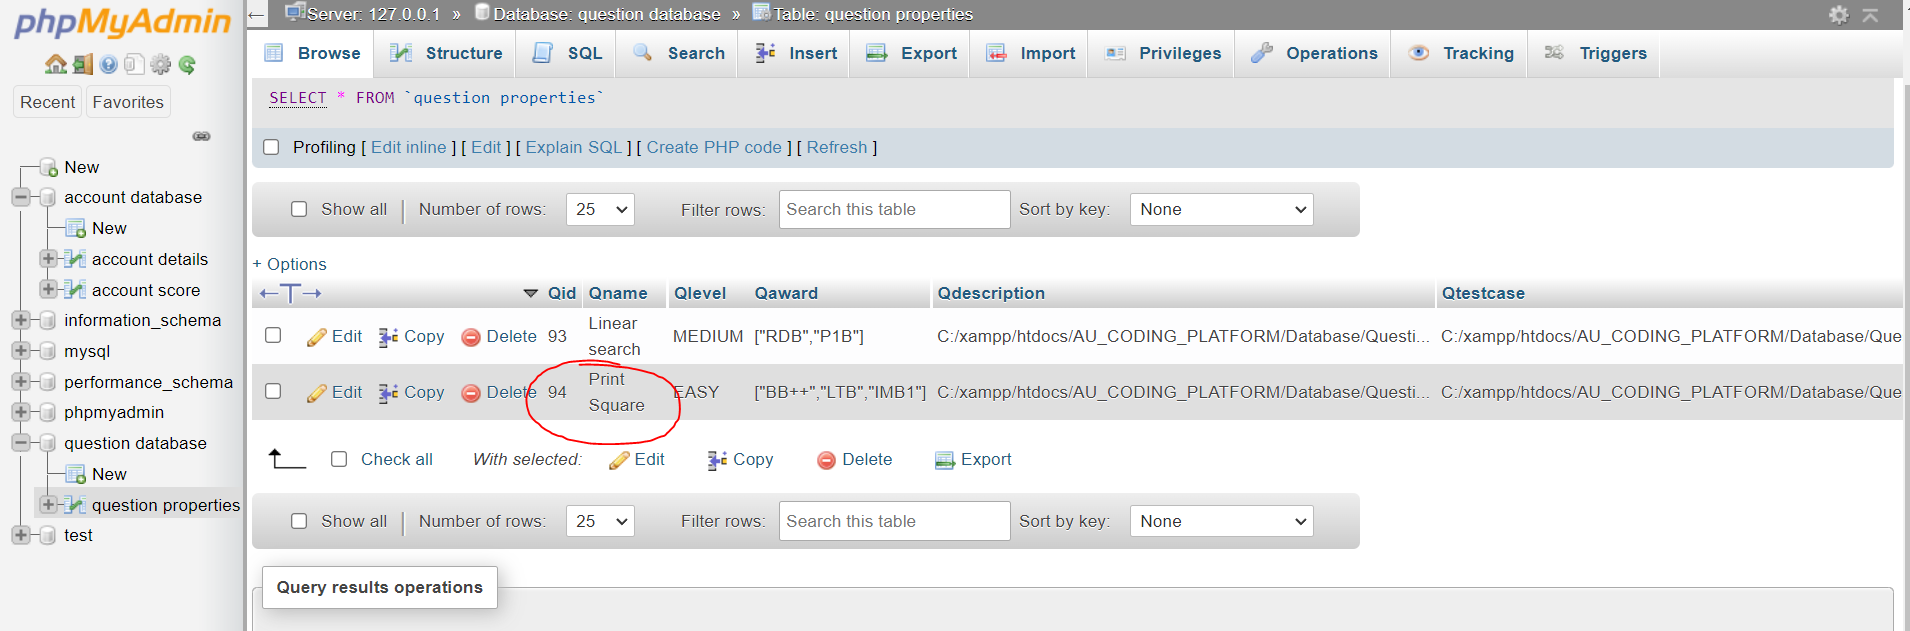 phpMyAdmin
Recent Favorites
New
account database
New
account details
account score
information_schema
mysql
performance_schema
phpmyadmin
question database
New
question properties
test
Server: 127.0.0.1 » Database: question database » Table: question properties
Browse Structure SQL Search Insert Export Import Privileges Operations Tracking Triggers
SELECT * FROM `question properties`
Profiling [ Edit inline ] [ Edit ] [ Explain SQL ] [ Create PHP code ] [ Refresh ]
Show all | Number of rows: 25 Filter rows: Search this table Sort by key: None
+ Options
←T→ Qid Qname Qlevel Qaward Qdescription Qtestcase
Edit Copy Delete 93 Linear search MEDIUM ["RDB","P1B"] C:/xampp/htdocs/AU_CODING_PLATFORM/Database/Questi... C:/xampp/htdocs/AU_CODING_PLATFORM/Database/Que
Edit Copy Delete 94 Print Square EASY ["BB++","LTB","IMB1"] C:/xampp/htdocs/AU_CODING_PLATFORM/Database/Questi... C:/xampp/htdocs/AU_CODING_PLATFORM/Database/Que
Check all With selected: Edit Copy Delete Export
Show all | Number of rows: 25 Filter rows: Search this table Sort by key: None
Query results operations